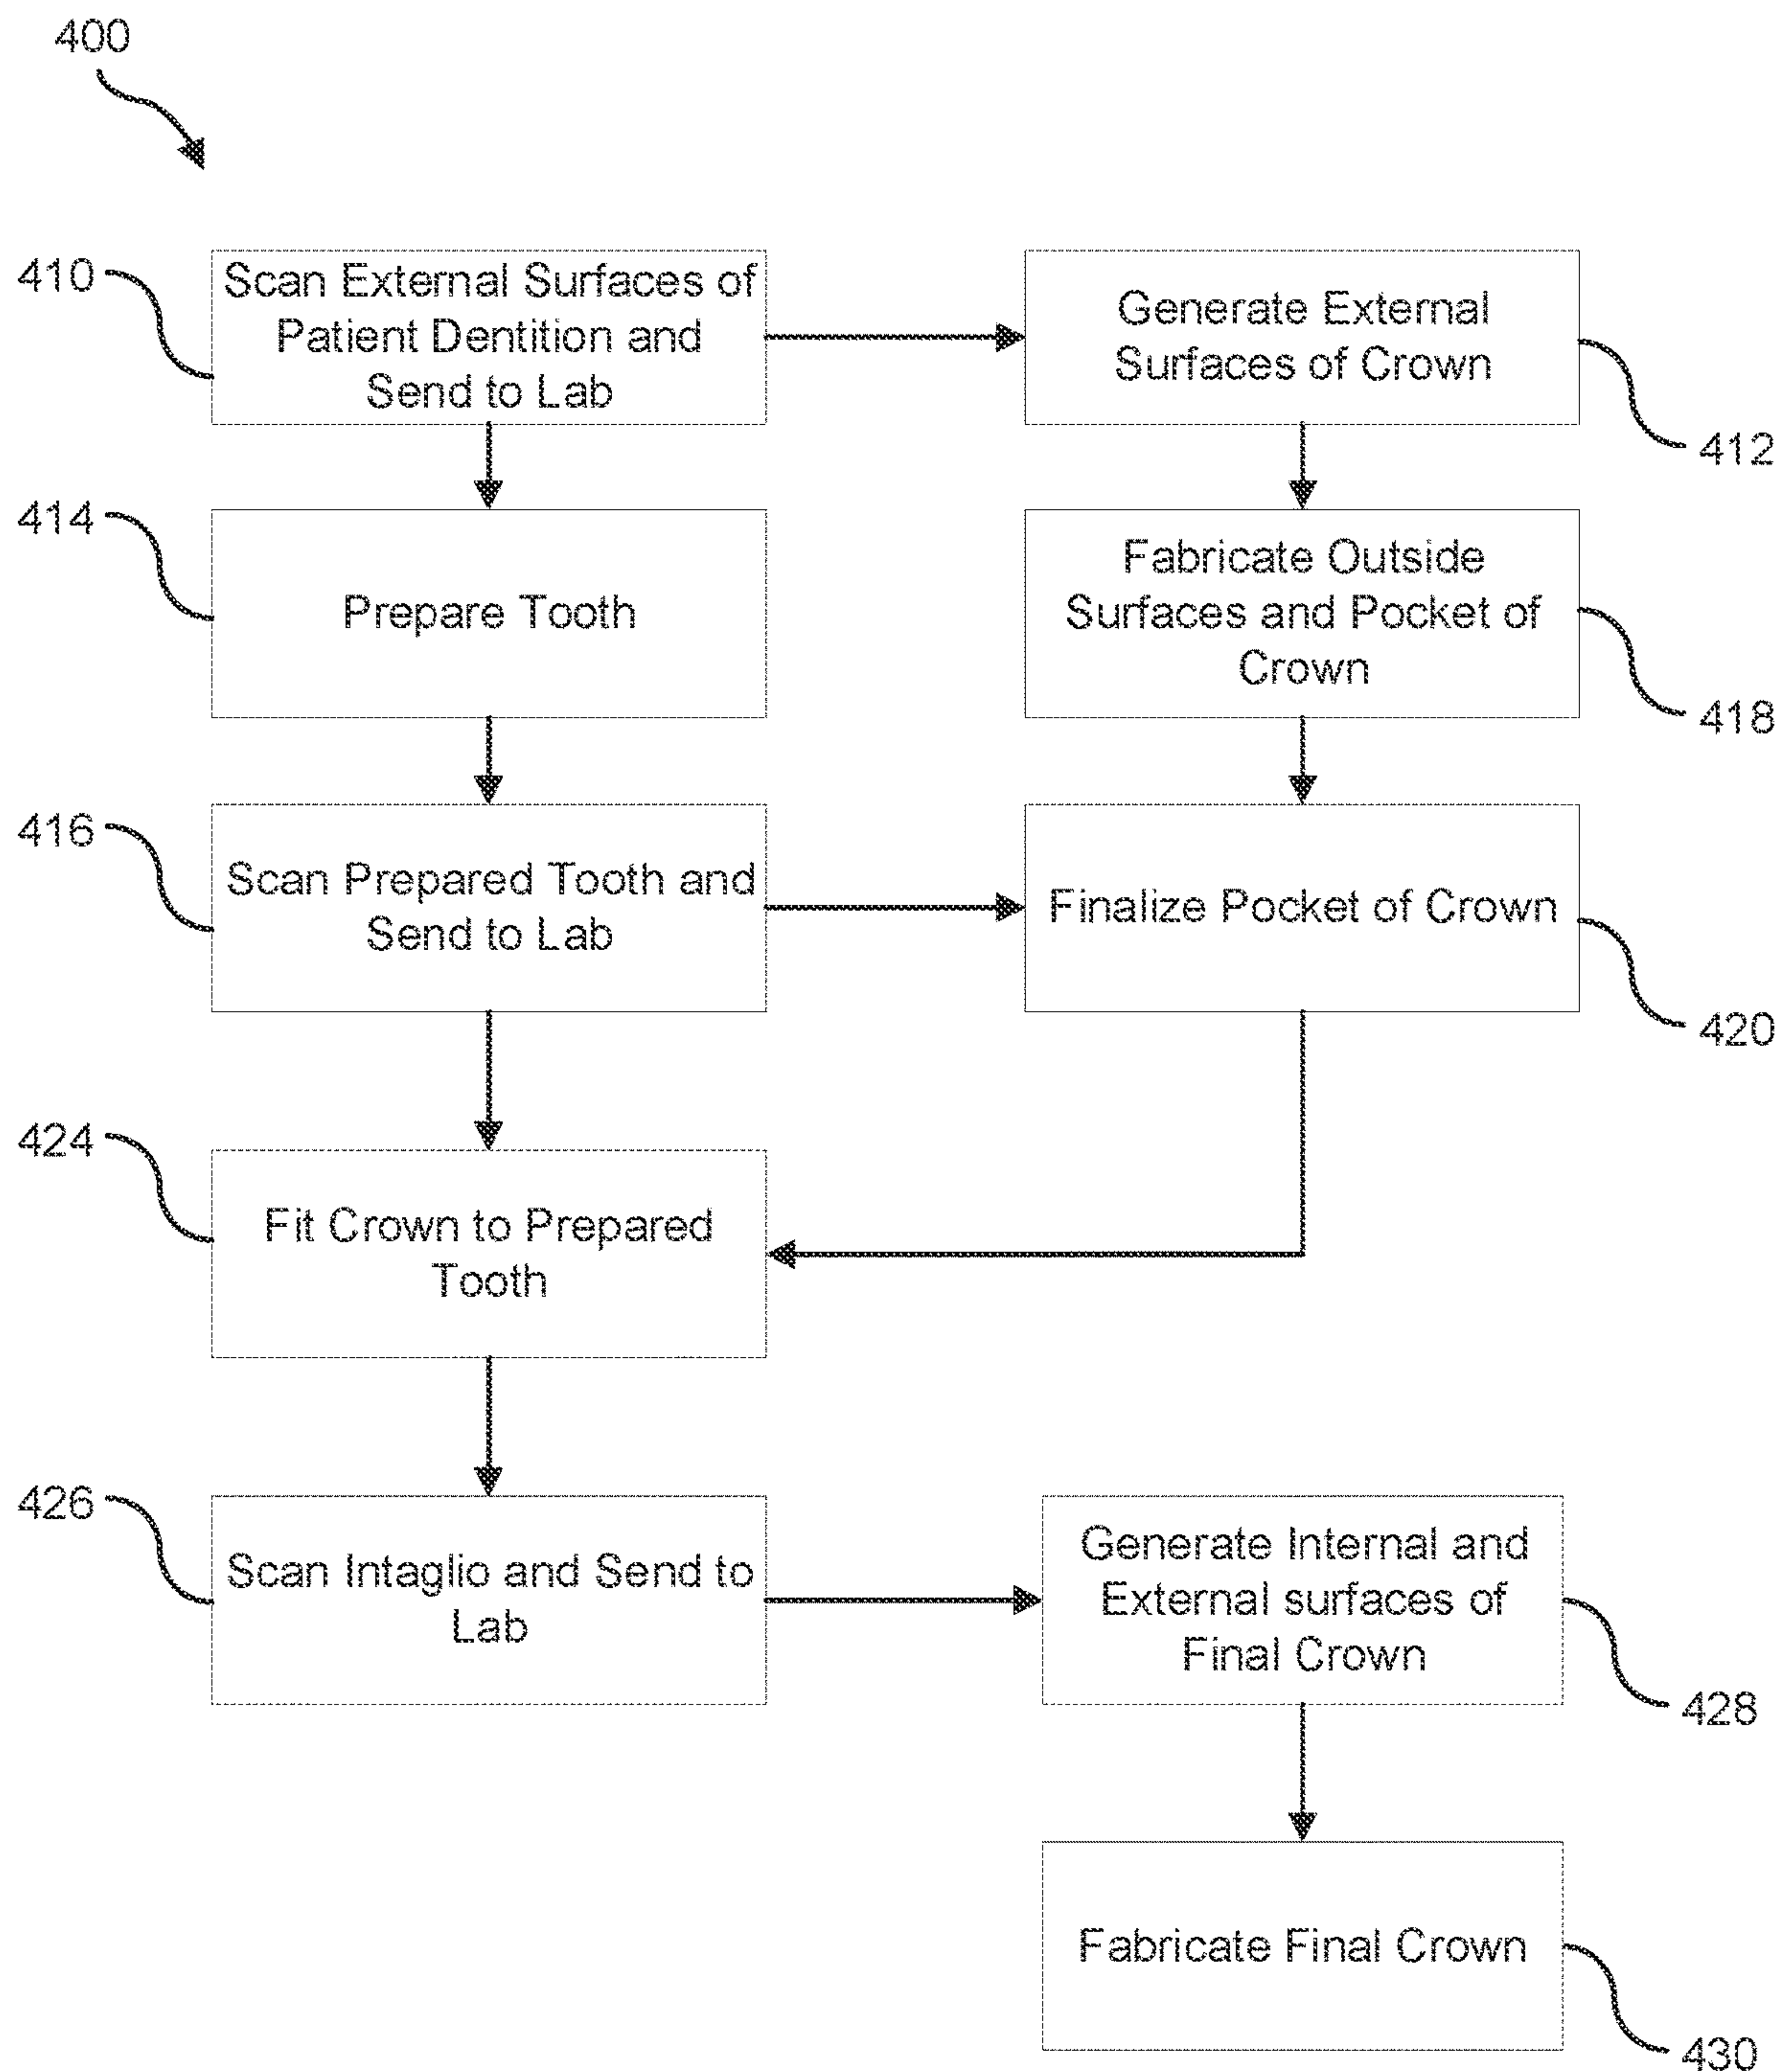 400
410
Scan External Surfaces of
Patient Dentition and
Send to Lab
Generate External
Surfaces of Crown
412
414
Prepare Tooth
Fabricate Outside
Surfaces and Pocket of
Crown
418
416
Scan Prepared Tooth and
Send to Lab
Finalize Pocket of Crown
420
424
Fit Crown to Prepared
Tooth
426
Scan Intaglio and Send to
Lab
Generate Internal and
External surfaces of
Final Crown
428
Fabricate Final Crown
430